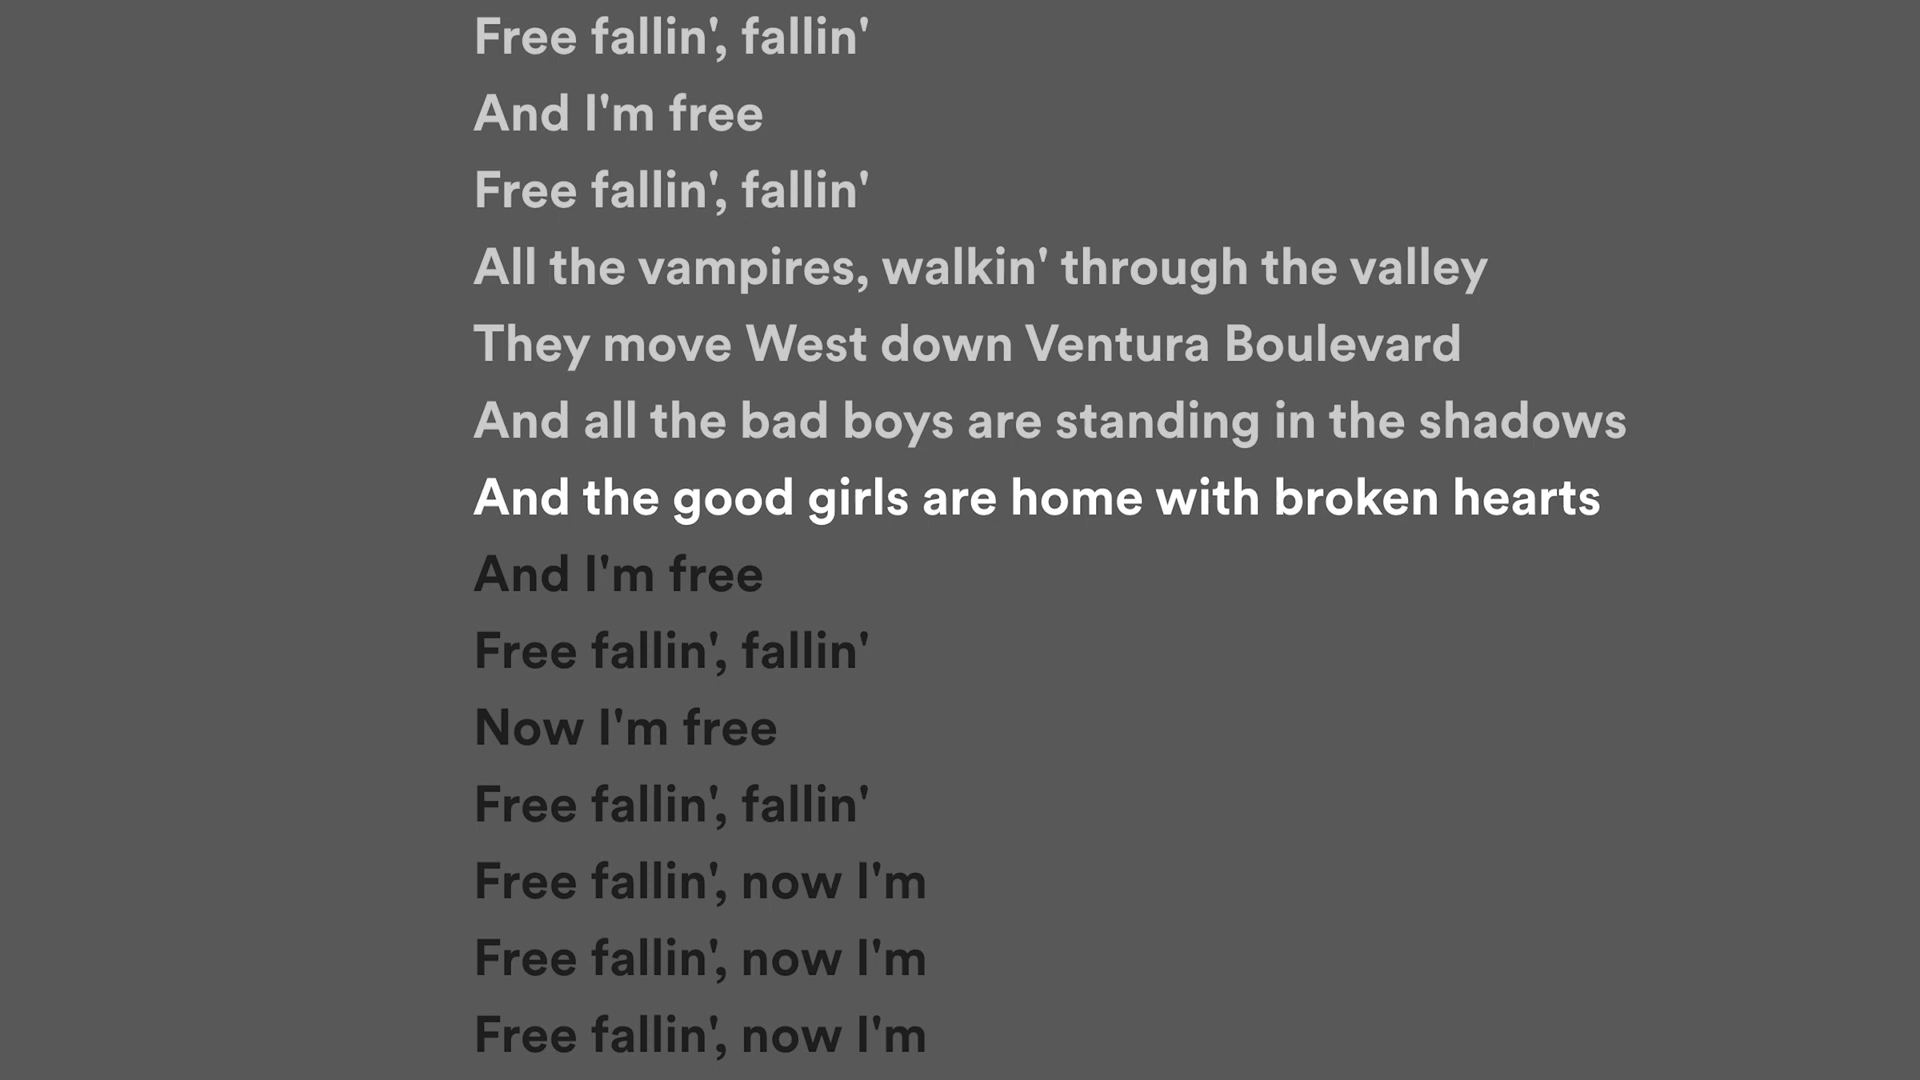 Free fallin', fallin'
And I'm free
Free fallin', fallin'
All the vampires, walkin' through the valley
They move West down Ventura Boulevard
And all the bad boys are standing in the shadows
And the good girls are home with broken hearts
And I'm free
Free fallin', fallin'
Now I'm free
Free fallin', fallin'
Free fallin', now I'm
Free fallin', now I'm
Free fallin', now I'm